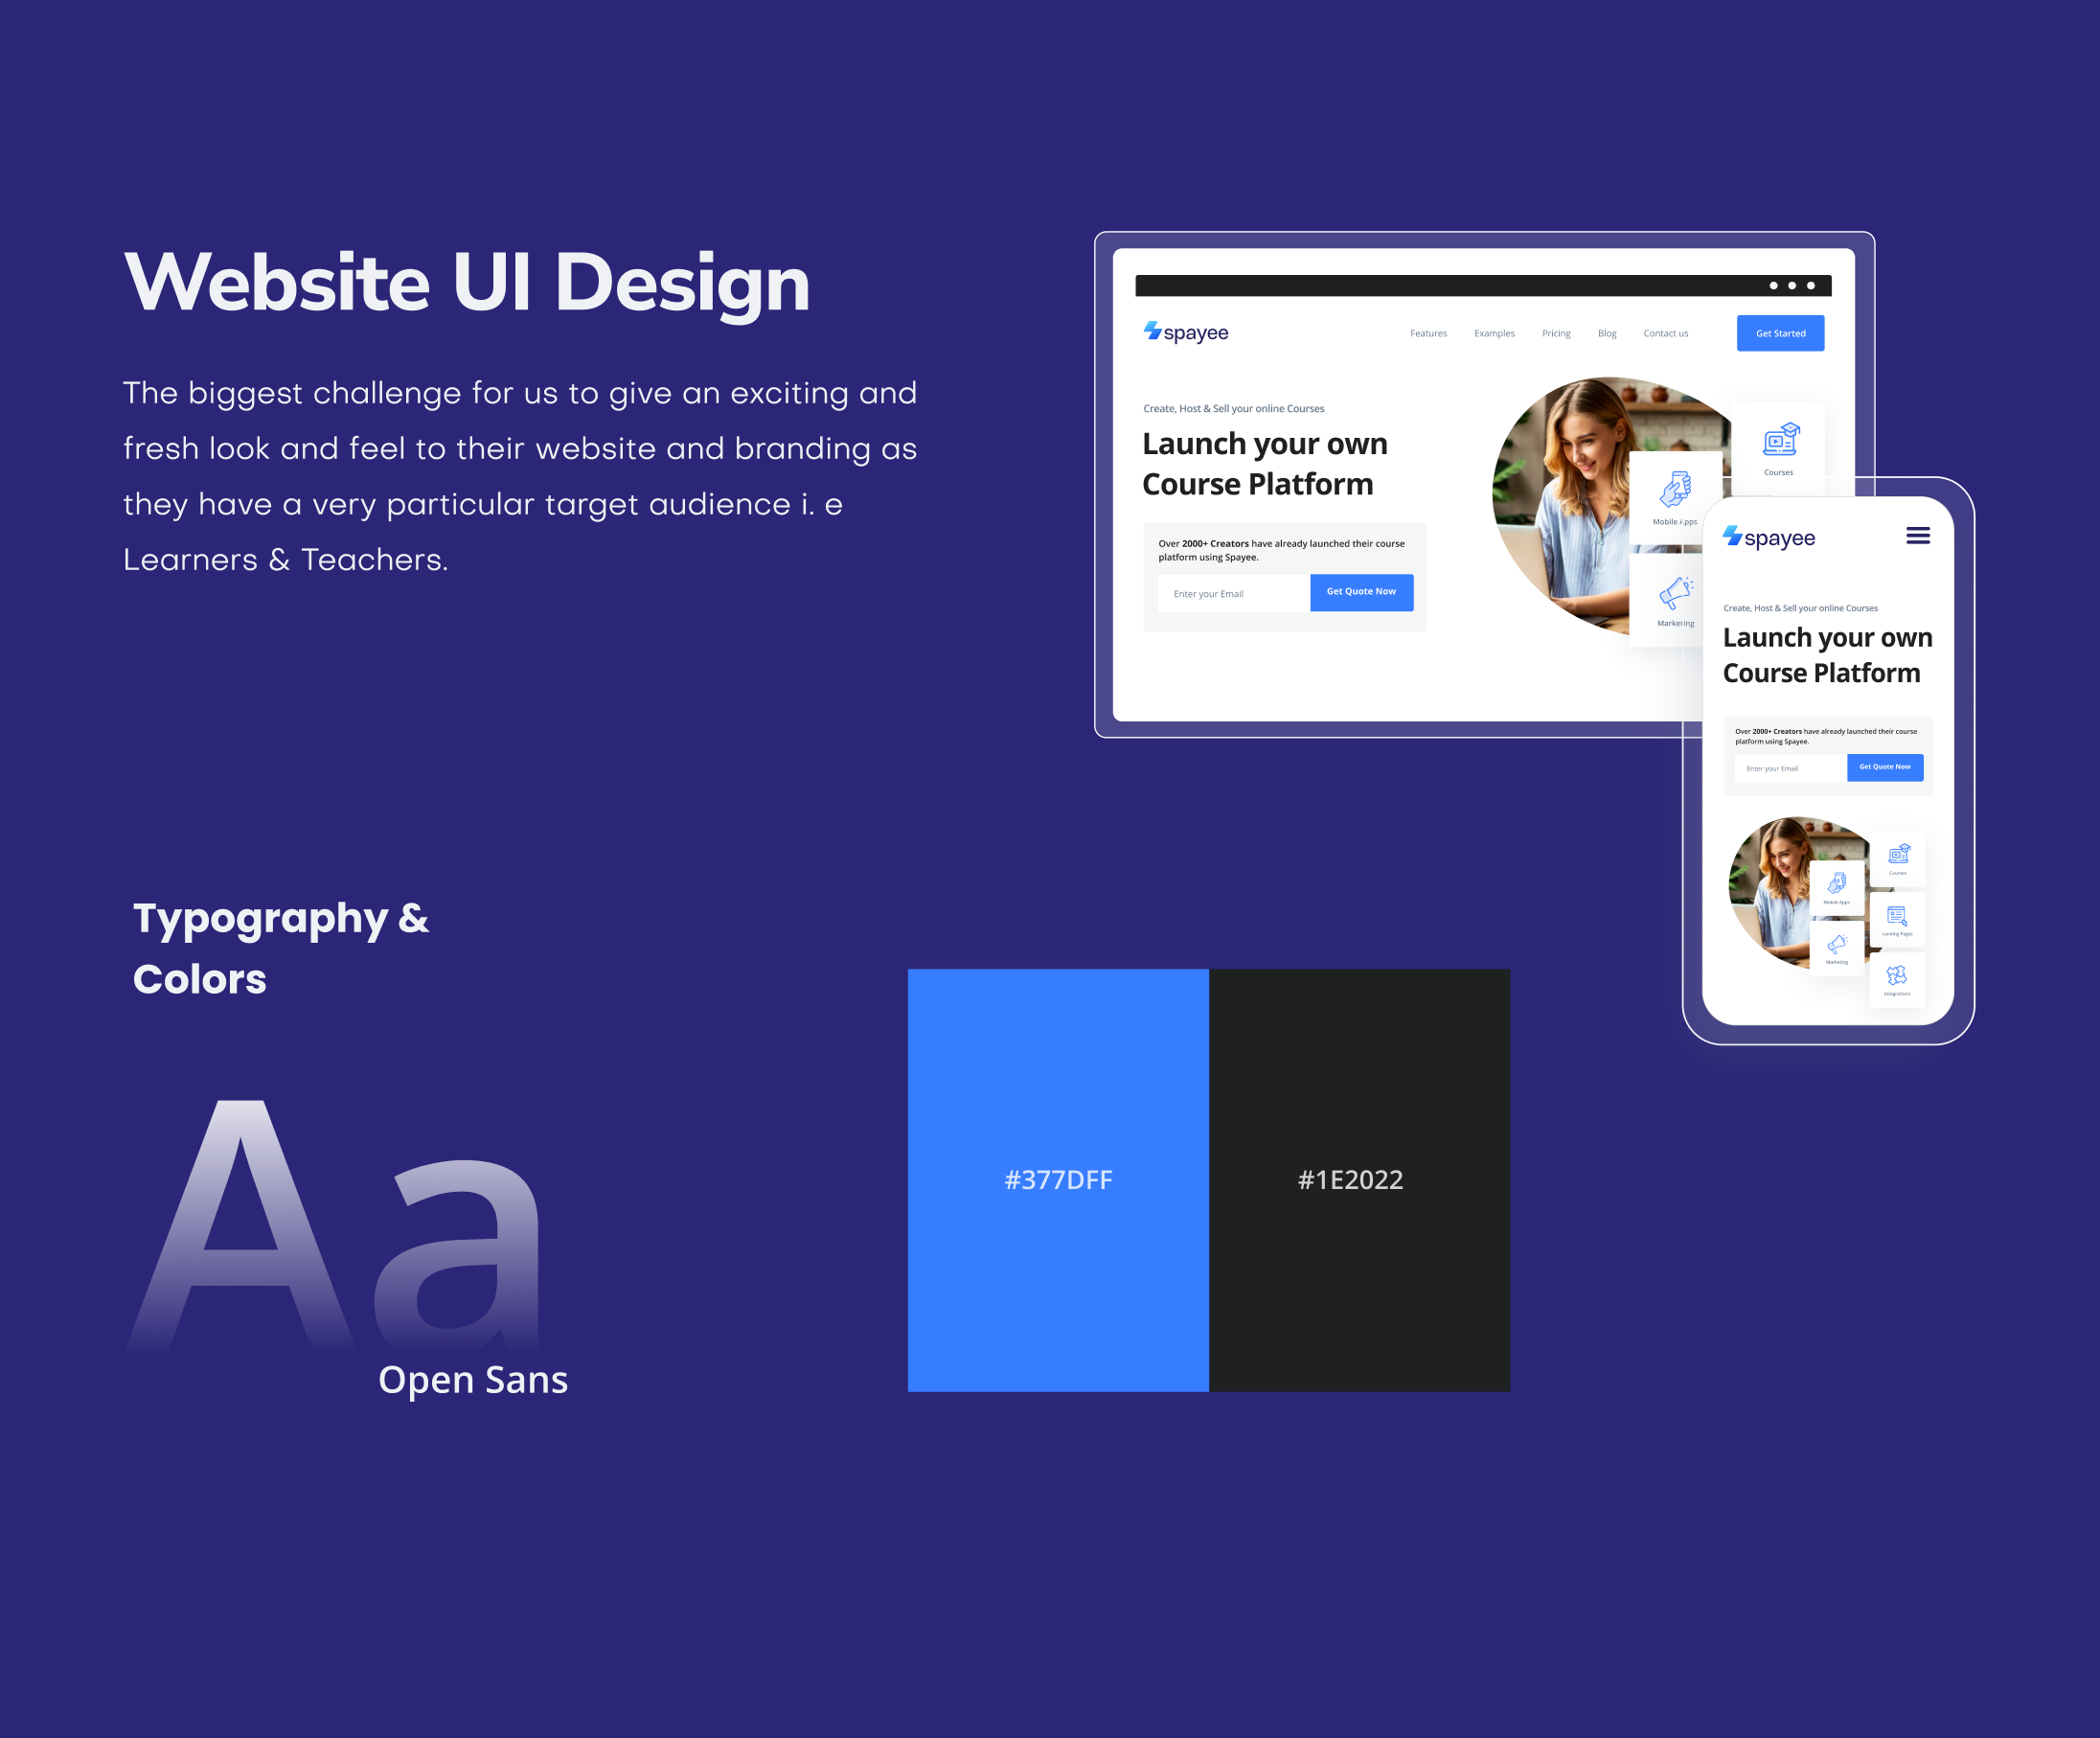 Website UI Design
The biggest challenge for us to give an exciting and
fresh look and feel to their website and branding as
they have a very particular target audience i. e
Learners & Teachers.
spayee
Features Examples Pricing Blog Contact us Get Started
Create, Host & Sell your online Courses
Launch your own
Course Platform
Over 2000+ Creators have already launched their course
platform using Spayee.
Enter your Email Get Quote Now
Courses
Mobile Apps
Marketing
spayee
Create, Host & Sell your online Courses
Launch your own
Course Platform
Over 2000+ Creators have already launched their course
platform using Spayee.
Enter your Email Get Quote Now
Courses
Mobile Apps
Landing Pages
Marketing
Integrations
Typography &
Colors
Aa
Open Sans
#377DFF #1E2022